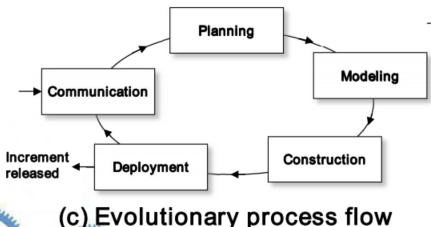 Planning
Communication
Modeling
Increment
released
Deployment
Construction
(c) Evolutionary process flow